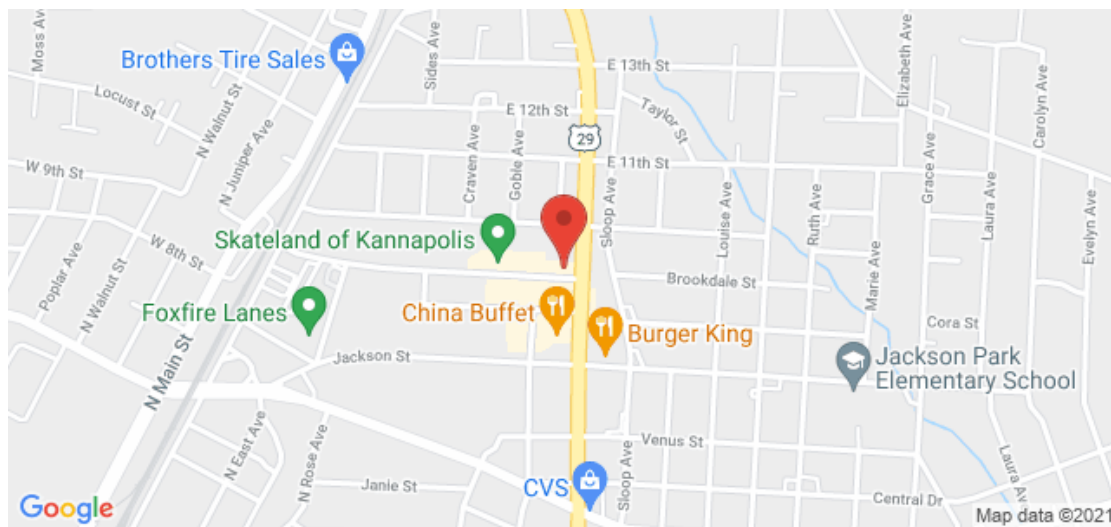 Moss Ave
Brothers Tire Sales
Sides Ave
E 13th St
Elizabeth Ave
Carolyn Ave
Locust St
N Walnut St
E 12th St
Taylor St
29
W 9th St
N Juniper Ave
Craven Ave
Goble Ave
E 11th St
Grace Ave
Laura Ave
Skateland of Kannapolis
Sloop Ave
Louise Ave
Ruth Ave
Evelyn Ave
W 8th St
Poplar Ave
N Walnut St
Brookdale St
Marie Ave
Foxfire Lanes
China Buffet
Burger King
Cora St
N Main St
Jackson St
Jackson Park
Elementary School
N East Ave
N Rose Ave
Venus St
Sloop Ave
Laura Ave
Janie St
CVS
Central Dr
Google
Map data ©2021